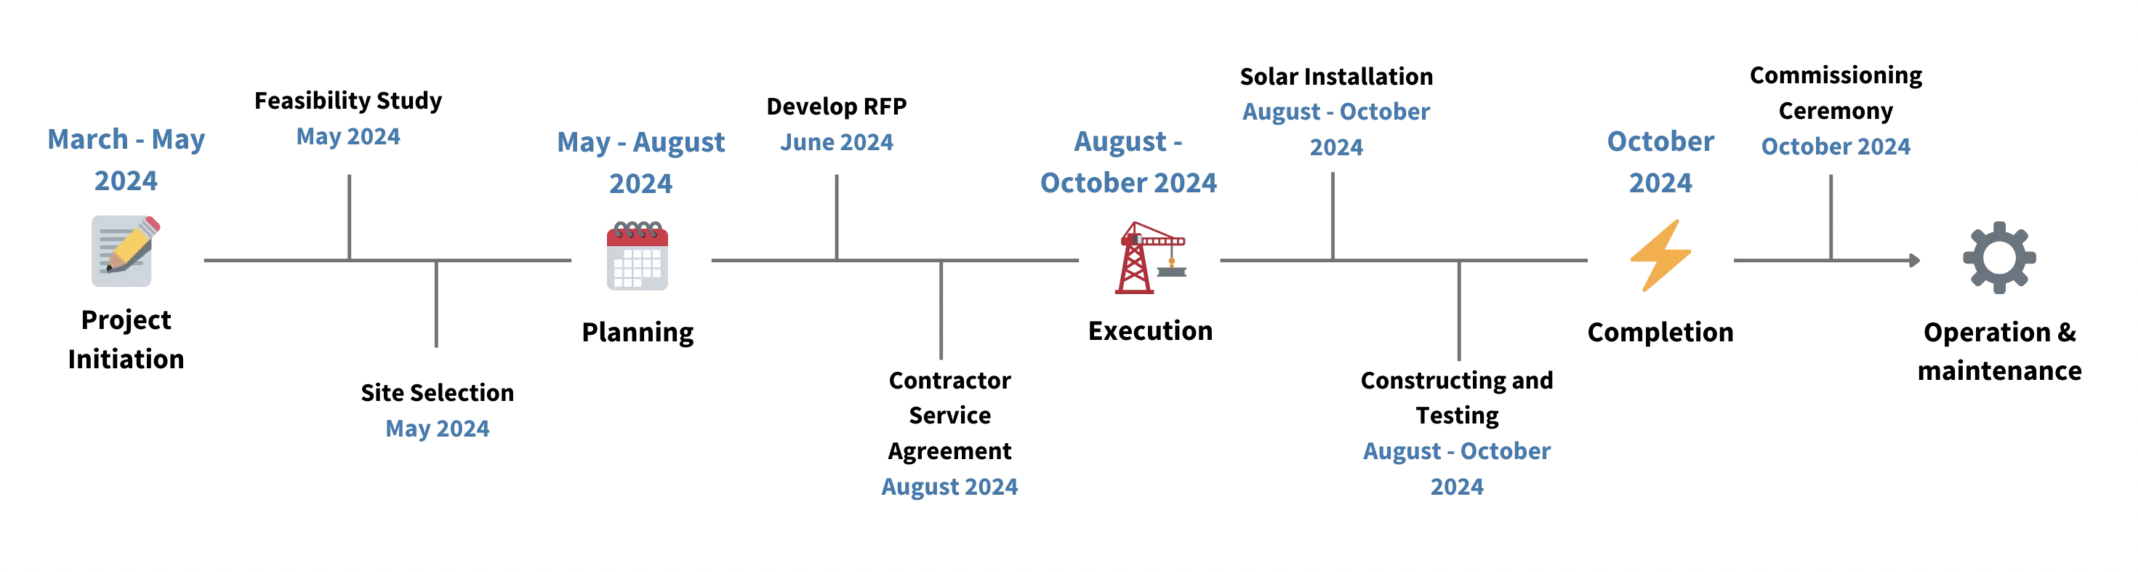 March - May
2024
Project
Initiation
Feasibility Study
May 2024
Site Selection
May 2024
May - August
2024
Planning
Develop RFP
June 2024
Contractor
Service
Agreement
August 2024
August -
October 2024
Execution
Solar Installation
August - October
2024
Constructing and
Testing
August - October
2024
October
2024
Completion
Commissioning
Ceremony
October 2024
Operation &
maintenance